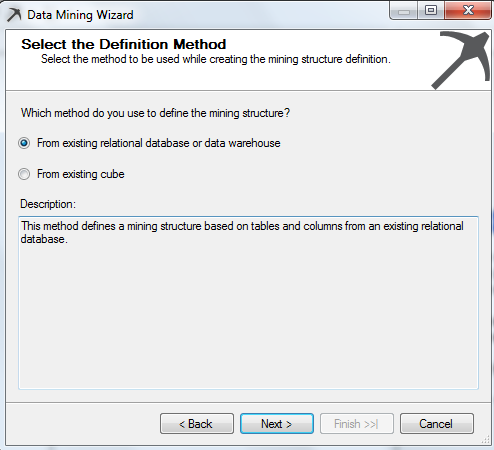 Data Mining Wizard
Select the Definition Method
Select the method to be used while creating the mining structure definition.
Which method do you use to define the mining structure?
From existing relational database or data warehouse
From existing cube
Description:
This method defines a mining structure based on tables and columns from an existing relational
database.
< Back
Next >
Finish >>|
Cancel